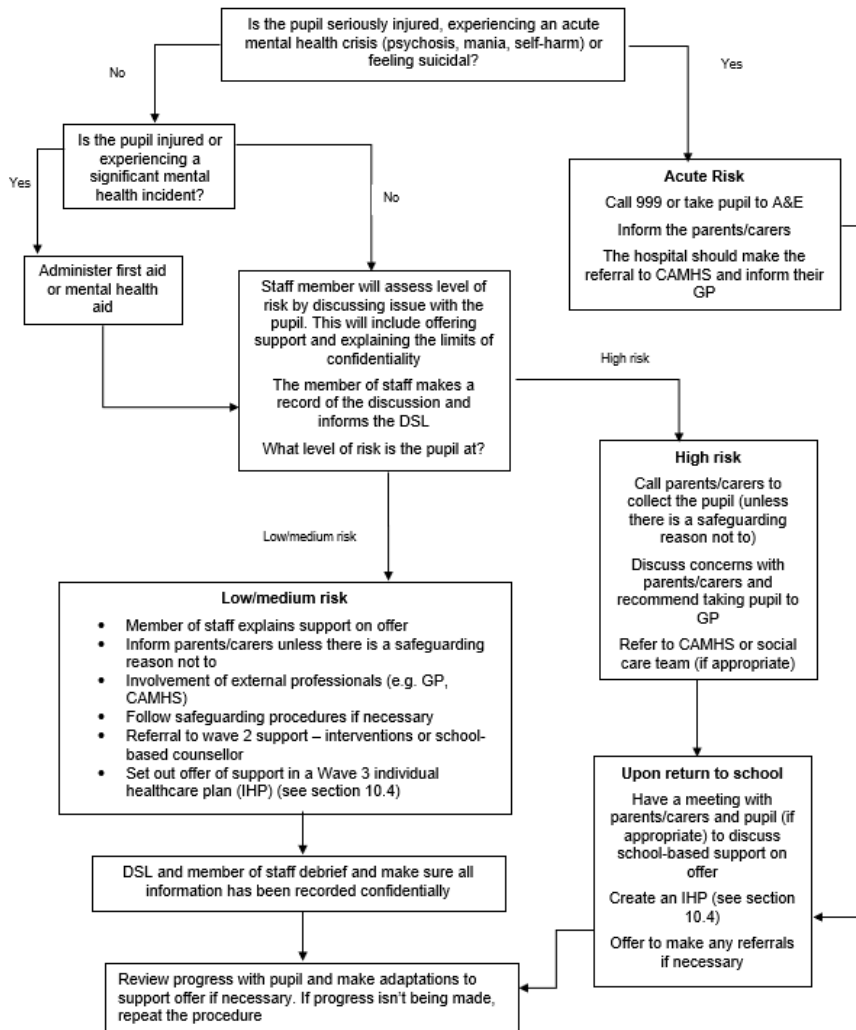 Is the pupil seriously injured, experiencing an acute
mental health crisis (psychosis, mania, self-harm) or
feeling suicidal?
No
Yes
Is the pupil injured or
experiencing a
significant mental
health incident?
Yes
No
Acute Risk
Call 999 or take pupil to A&E
Inform the parents/carers
The hospital should make the
referral to CAMHS and inform their
GP
Administer first aid
or mental health
aid
Staff member will assess level of
risk by discussing issue with the
pupil. This will include offering
support and explaining the limits of
confidentiality
The member of staff makes a
record of the discussion and
informs the DSL
What level of risk is the pupil at?
High risk
High risk
Call parents/carers to
collect the pupil (unless
there is a safeguarding
reason not to)
Discuss concerns with
parents/carers and
recommend taking pupil to
GP
Refer to CAMHS or social
care team (if appropriate)
Low/medium risk
Low/medium risk
• Member of staff explains support on offer
• Inform parents/carers unless there is a safeguarding
reason not to
• Involvement of external professionals (e.g. GP,
CAMHS)
• Follow safeguarding procedures if necessary
• Referral to wave 2 support – interventions or school-
based counsellor
• Set out offer of support in a Wave 3 individual
healthcare plan (IHP) (see section 10.4)
Upon return to school
Have a meeting with
parents/carers and pupil (if
appropriate) to discuss
school-based support on
offer
Create an IHP (see section
10.4)
Offer to make any referrals
if necessary
DSL and member of staff debrief and make sure all
information has been recorded confidentially
Review progress with pupil and make adaptations to
support offer if necessary. If progress isn't being made,
repeat the procedure